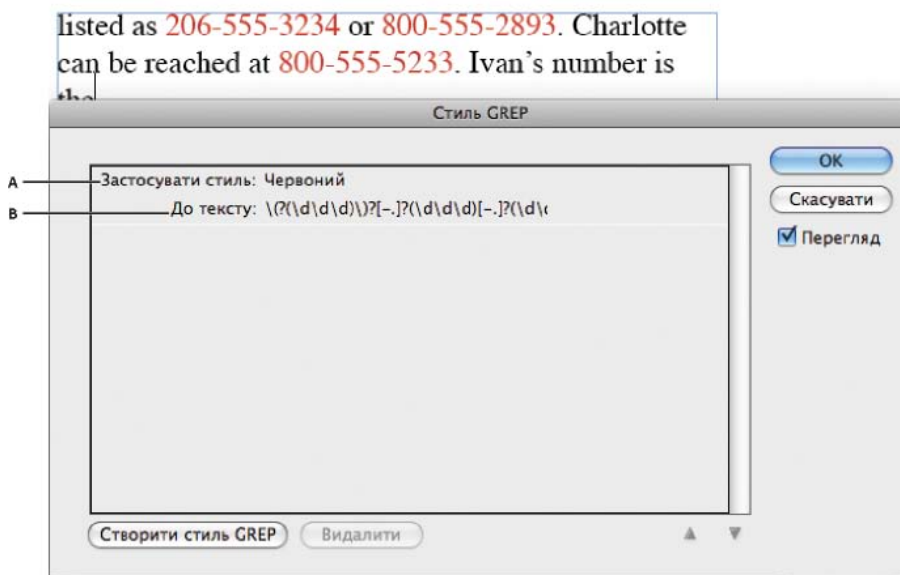 listed as 206-555-3234 or 800-555-2893. Charlotte
can be reached at 800-555-5233. Ivan’s number is
the
Стиль GREP
A Застосувати стиль: Червоний
B До тексту: \(?(\d\d\d)\)?[-.]?(\d\d\d)[-.]?(\d\
OK
Скасувати
Перегляд
Створити стиль GREP Видалити